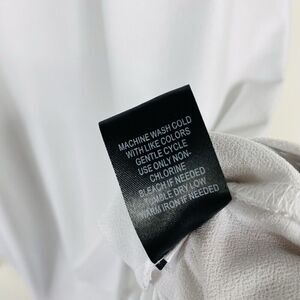 MACHINE WASH COLD
WITH LIKE COLORS
GENTLE CYCLE
USE ONLY NON-
CHLORINE
BLEACH IF NEEDED
TUMBLE DRY LOW
WARM IRON IF NEEDED